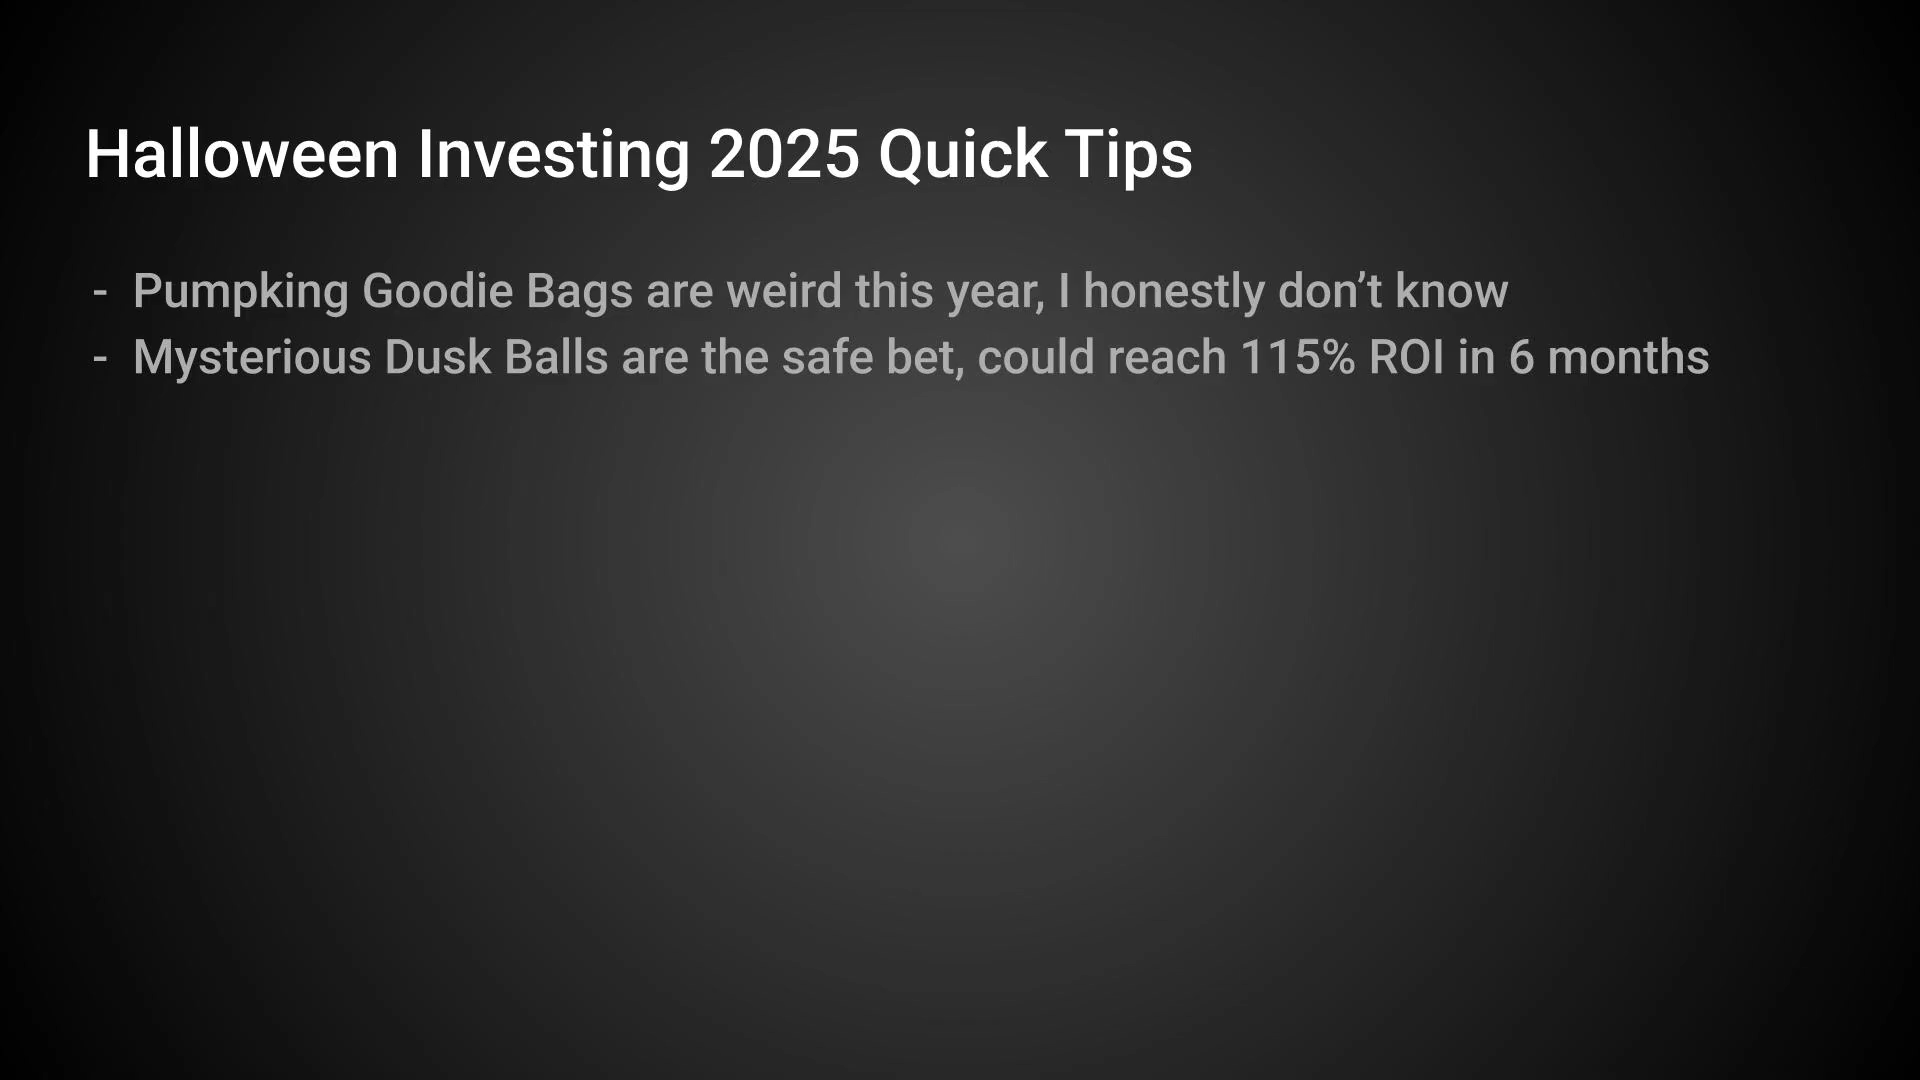 Halloween Investing 2025 Quick Tips
- Pumpking Goodie Bags are weird this year, I honestly don’t know
- Mysterious Dusk Balls are the safe bet, could reach 115% ROI in 6 months